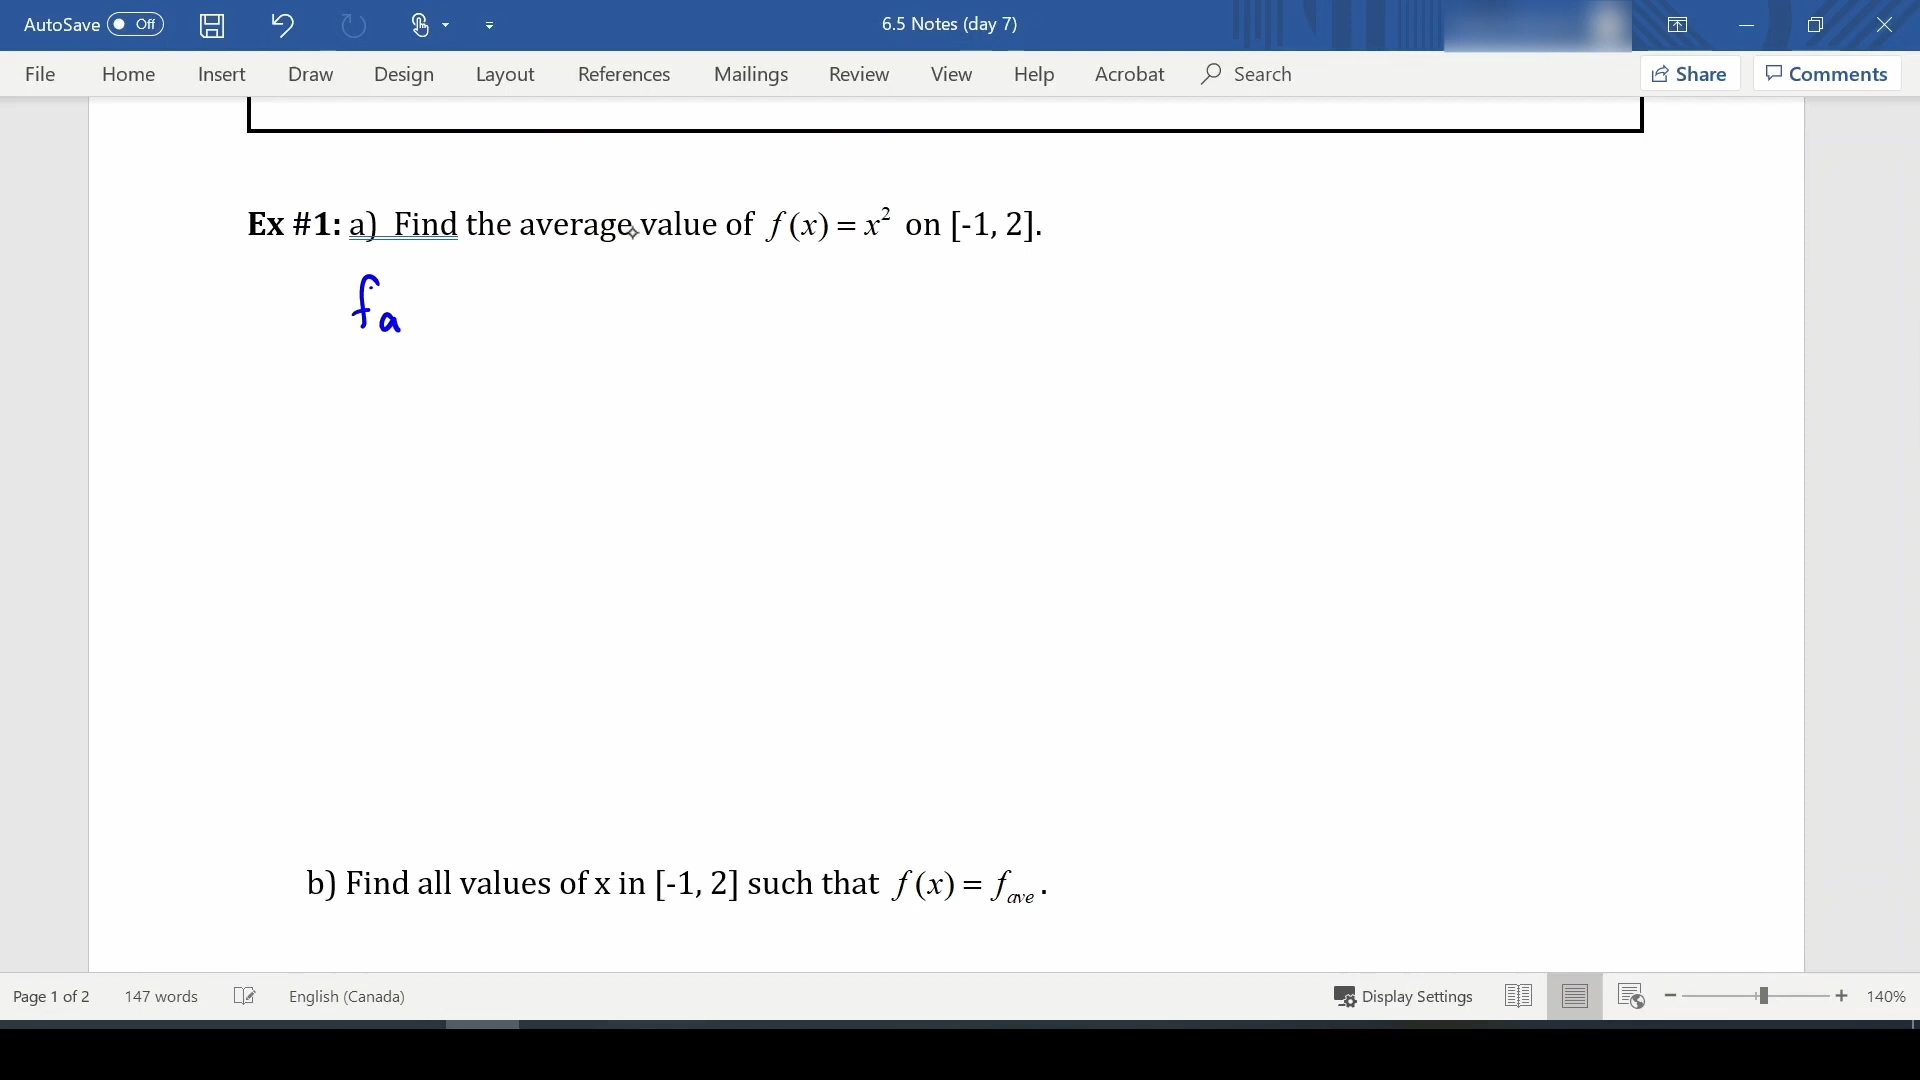 AutoSave Off 6.5 Notes (day 7)
File Home Insert Draw Design Layout References Mailings Review View Help Acrobat Search Share Comments
Ex #1: a) Find the average value of f(x) = x² on [-1, 2].
fa
b) Find all values of x in [-1, 2] such that f(x) = f_ave.
Page 1 of 2 147 words English (Canada) Display Settings 140%